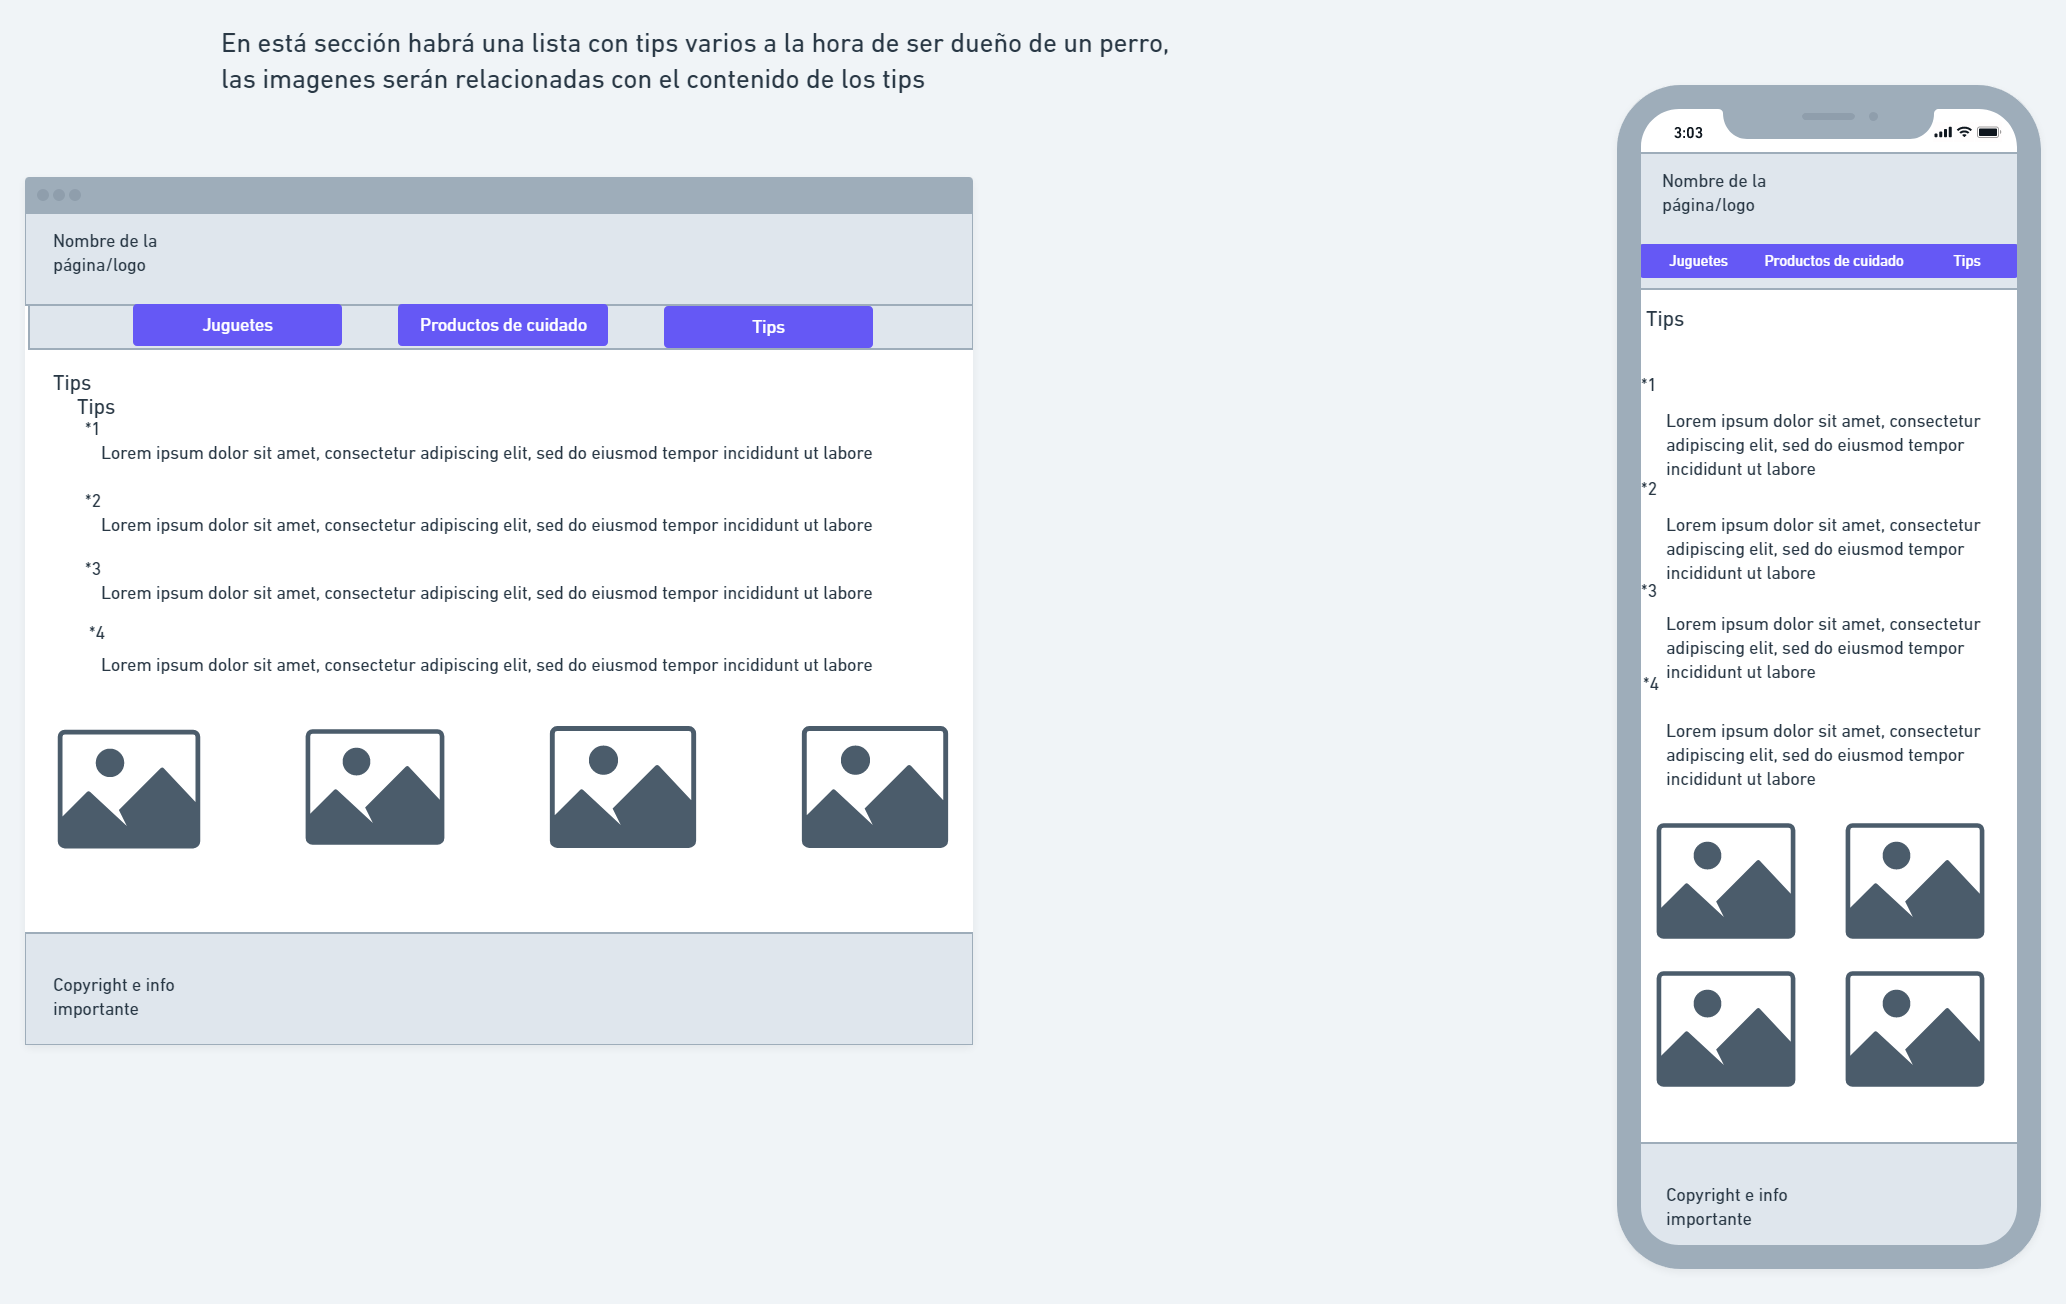 En está sección habrá una lista con tips varios a la hora de ser dueño de un perro,
las imagenes serán relacionadas con el contenido de los tips
Nombre de la
página/logo
Juguetes
Productos de cuidado
Tips
Tips
Tips
*1
Lorem ipsum dolor sit amet, consectetur adipiscing elit, sed do eiusmod tempor incididunt ut labore
*2
Lorem ipsum dolor sit amet, consectetur adipiscing elit, sed do eiusmod tempor incididunt ut labore
*3
Lorem ipsum dolor sit amet, consectetur adipiscing elit, sed do eiusmod tempor incididunt ut labore
*4
Lorem ipsum dolor sit amet, consectetur adipiscing elit, sed do eiusmod tempor incididunt ut labore
Copyright e info
importante
3:03
Nombre de la
página/logo
Juguetes
Productos de cuidado
Tips
Tips
*1
Lorem ipsum dolor sit amet, consectetur
adipiscing elit, sed do eiusmod tempor
incididunt ut labore
*2
Lorem ipsum dolor sit amet, consectetur
adipiscing elit, sed do eiusmod tempor
incididunt ut labore
*3
Lorem ipsum dolor sit amet, consectetur
adipiscing elit, sed do eiusmod tempor
incididunt ut labore
*4
Lorem ipsum dolor sit amet, consectetur
adipiscing elit, sed do eiusmod tempor
incididunt ut labore
Copyright e info
importante